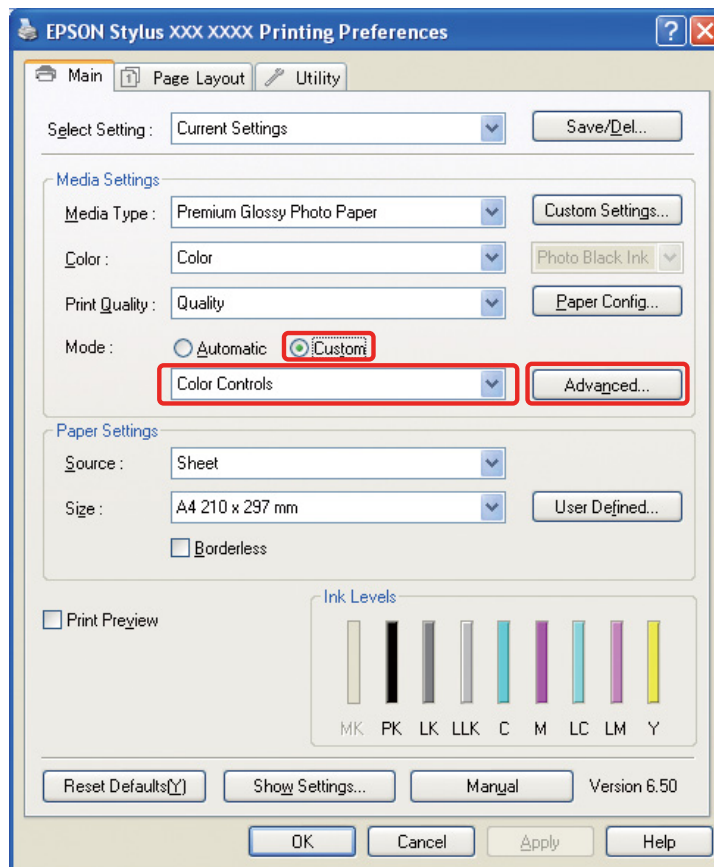 EPSON Stylus XXX XXXX Printing Preferences
Main Page Layout Utility
Select Setting : Current Settings Save/Del...
Media Settings
Media Type : Premium Glossy Photo Paper Custom Settings...
Color : Color Photo Black Ink
Print Quality : Quality Paper Config...
Mode : Automatic Custom
Color Controls Advanced...
Paper Settings
Source : Sheet
Size : A4 210 x 297 mm User Defined...
Borderless
Print Preview
Ink Levels
MK PK LK LLK C M LC LM Y
Reset Defaults(Y) Show Settings... Manual Version 6.50
OK Cancel Apply Help